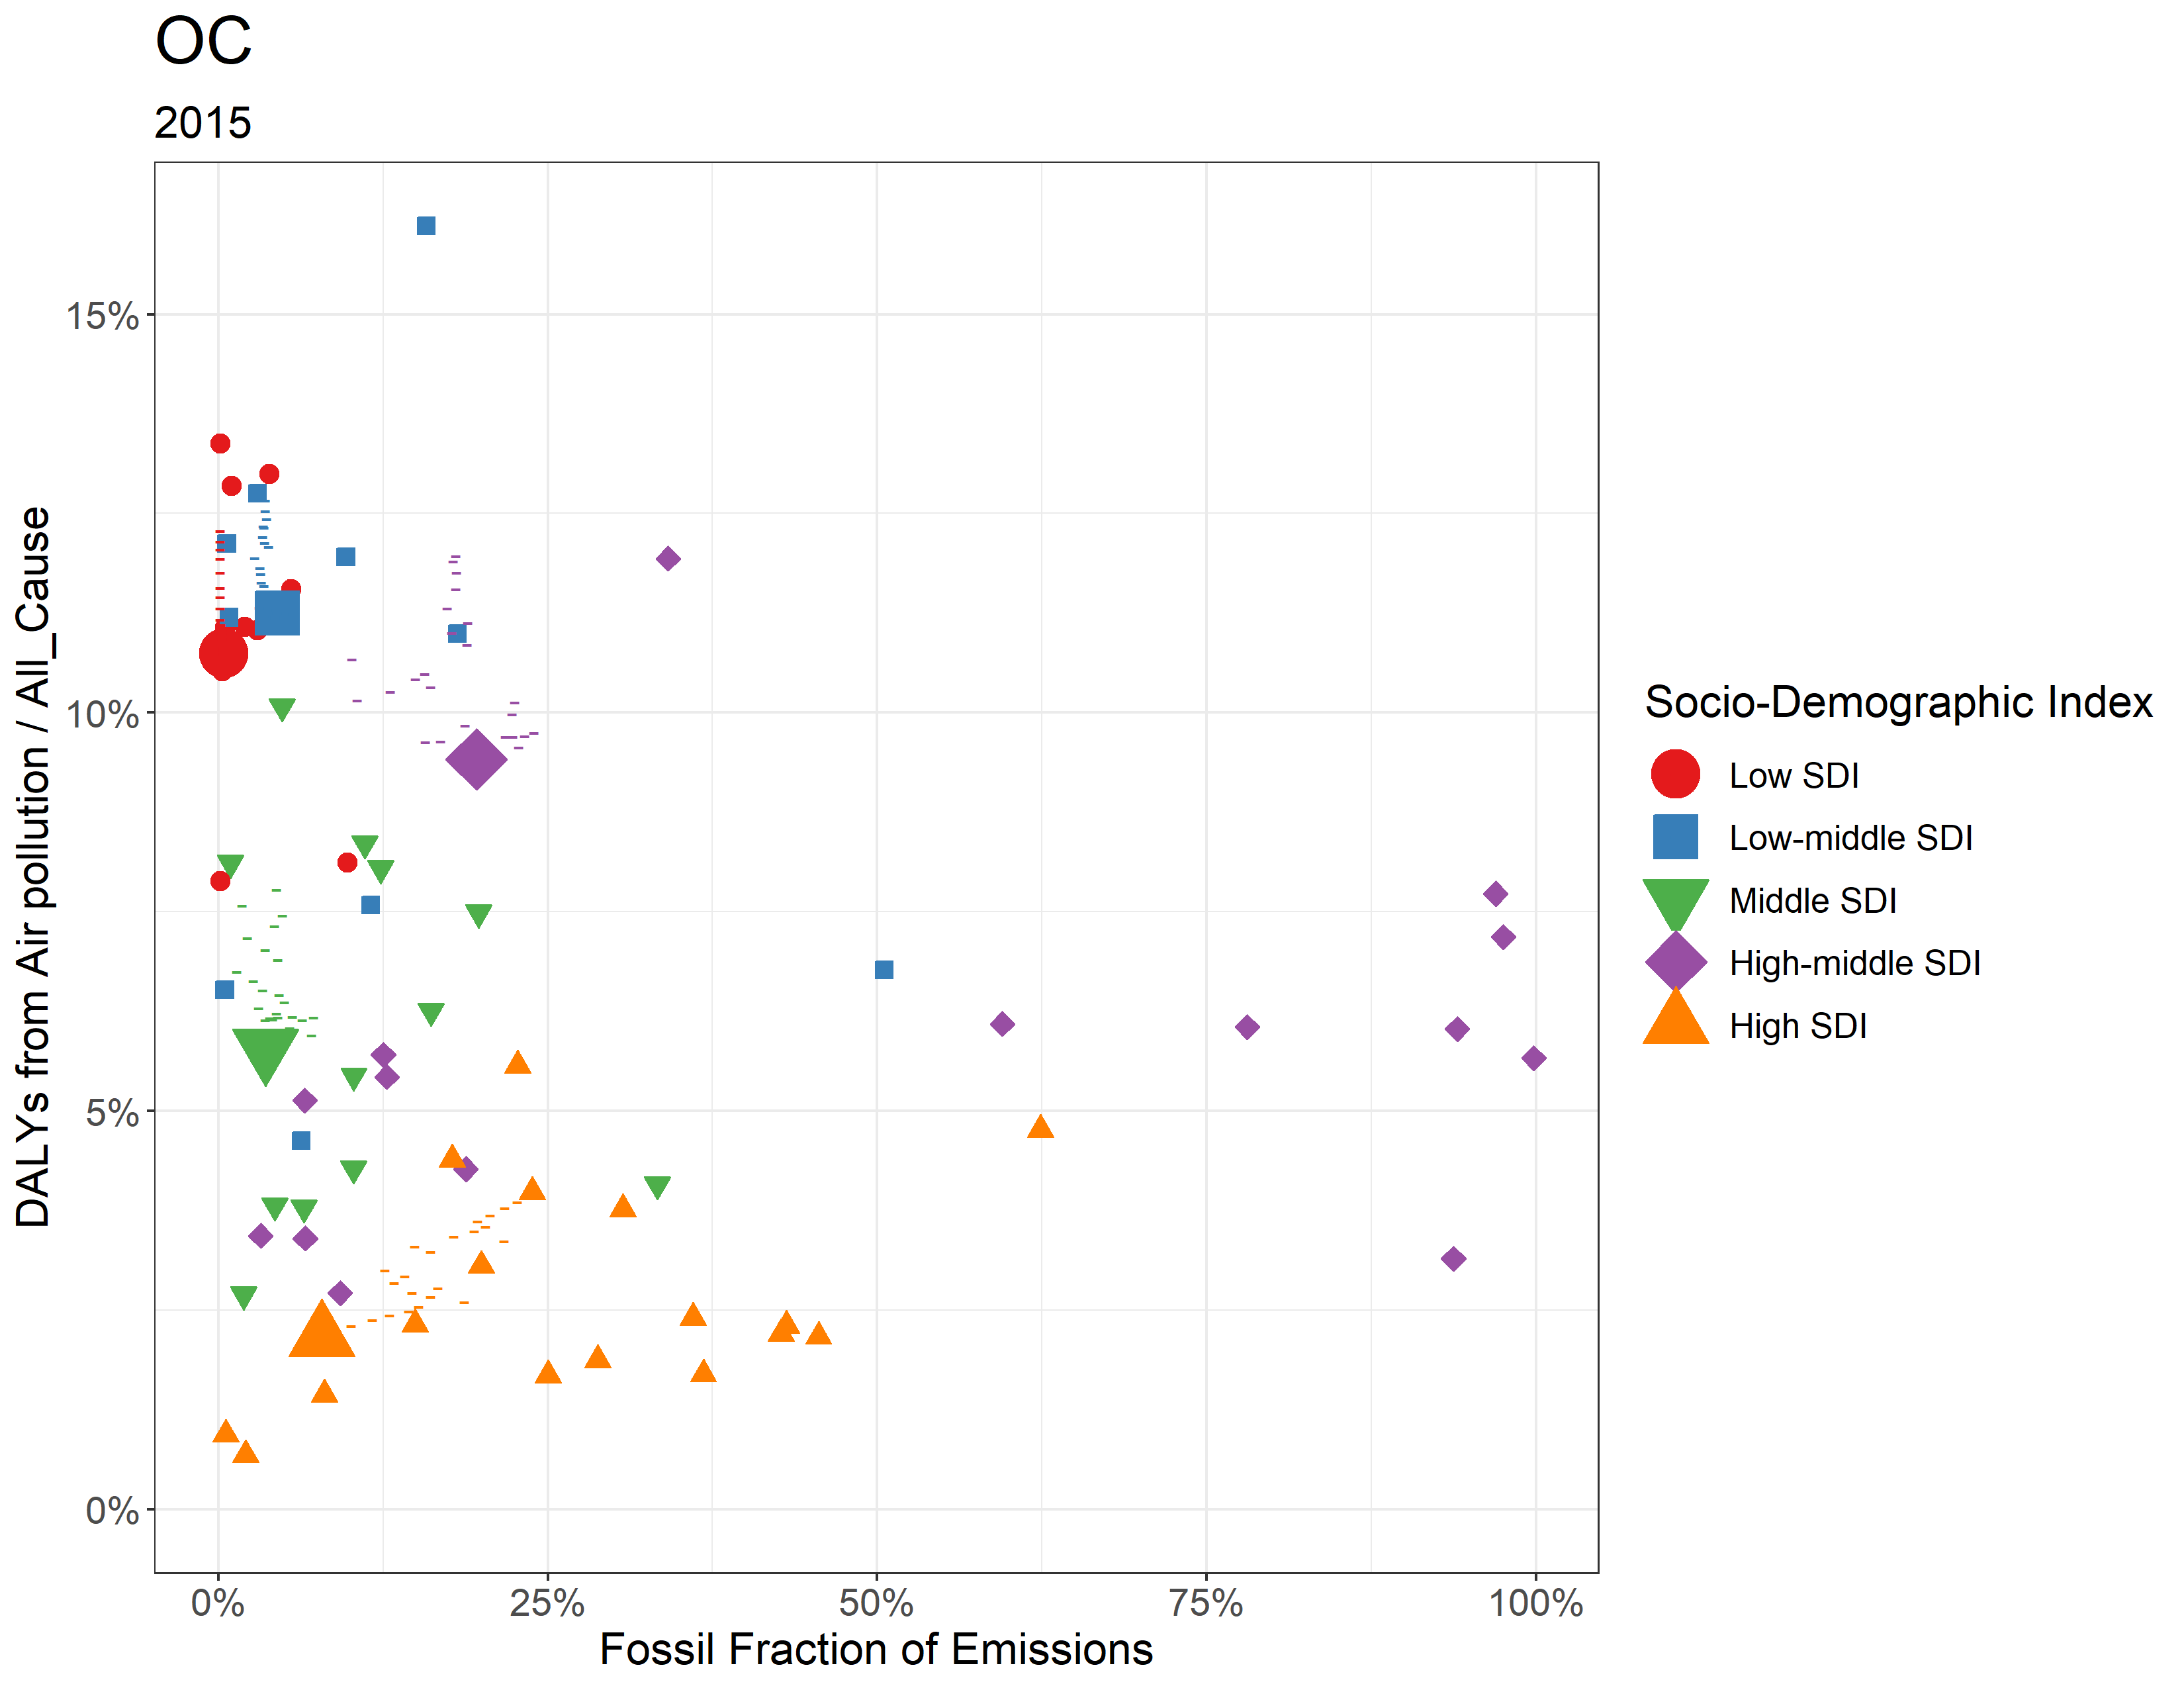 OC
2015
DALYs from Air pollution / All_Cause
15%
10%
5%
0%
0%
25%
50%
75%
100%
Fossil Fraction of Emissions
Socio-Demographic Index
Low SDI
Low-middle SDI
Middle SDI
High-middle SDI
High SDI